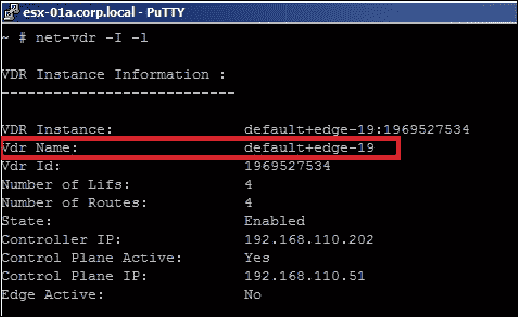 esx-01a.corp.local - PuTTY
~ # net-vdr -I -l
VDR Instance Information :
---------------------------
VDR Instance: default+edge-19:1969527534
Vdr Name: default+edge-19
Vdr Id: 1969527534
Number of Lifs: 4
Number of Routes: 4
State: Enabled
Controller IP: 192.168.110.202
Control Plane Active: Yes
Control Plane IP: 192.168.110.51
Edge Active: No